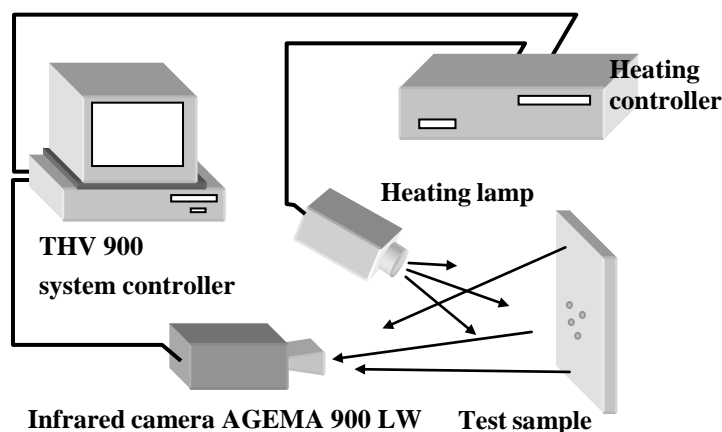 Heating
controller
Heating lamp
THV 900
system controller
Infrared camera AGEMA 900 LW
Test sample